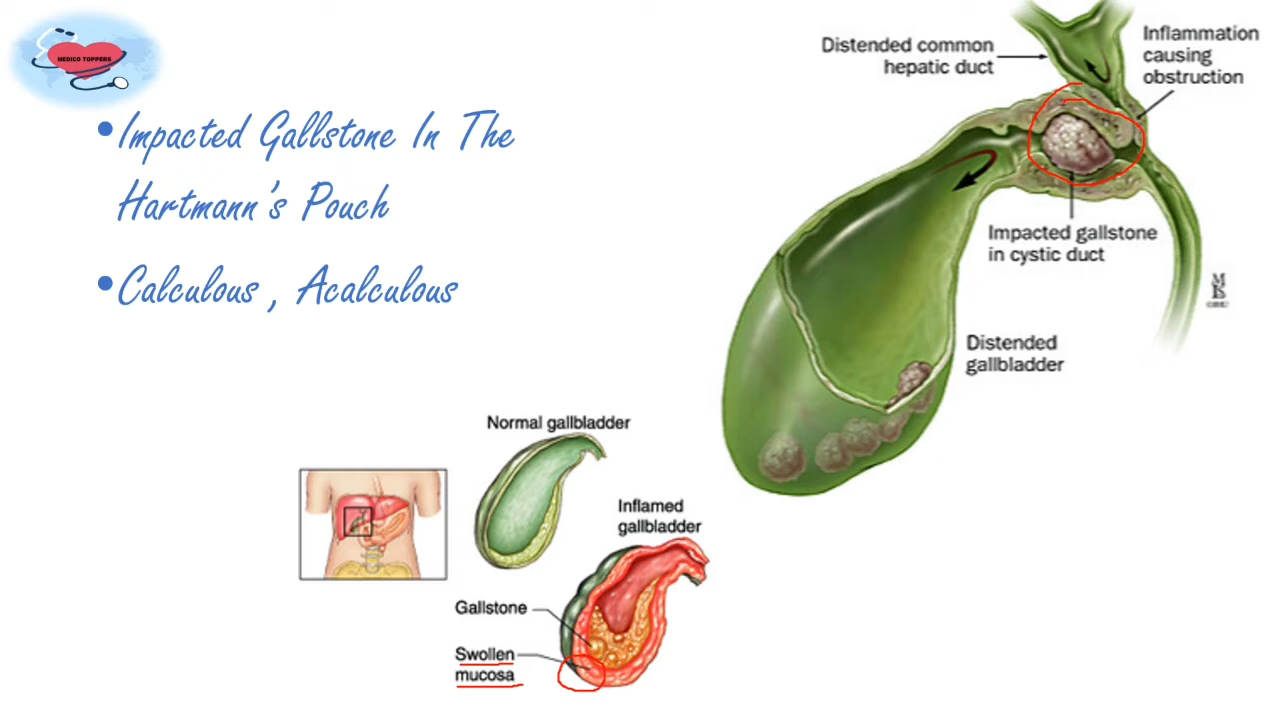 MEDICO TOPPERS
•Impacted Gallstone In The
Hartmann's Pouch
•Calculous , Acalculous
Distended common
hepatic duct
Inflammation
causing
obstruction
Impacted gallstone
in cystic duct
Distended
gallbladder
Normal gallbladder
Inflamed
gallbladder
Gallstone
Swollen
mucosa